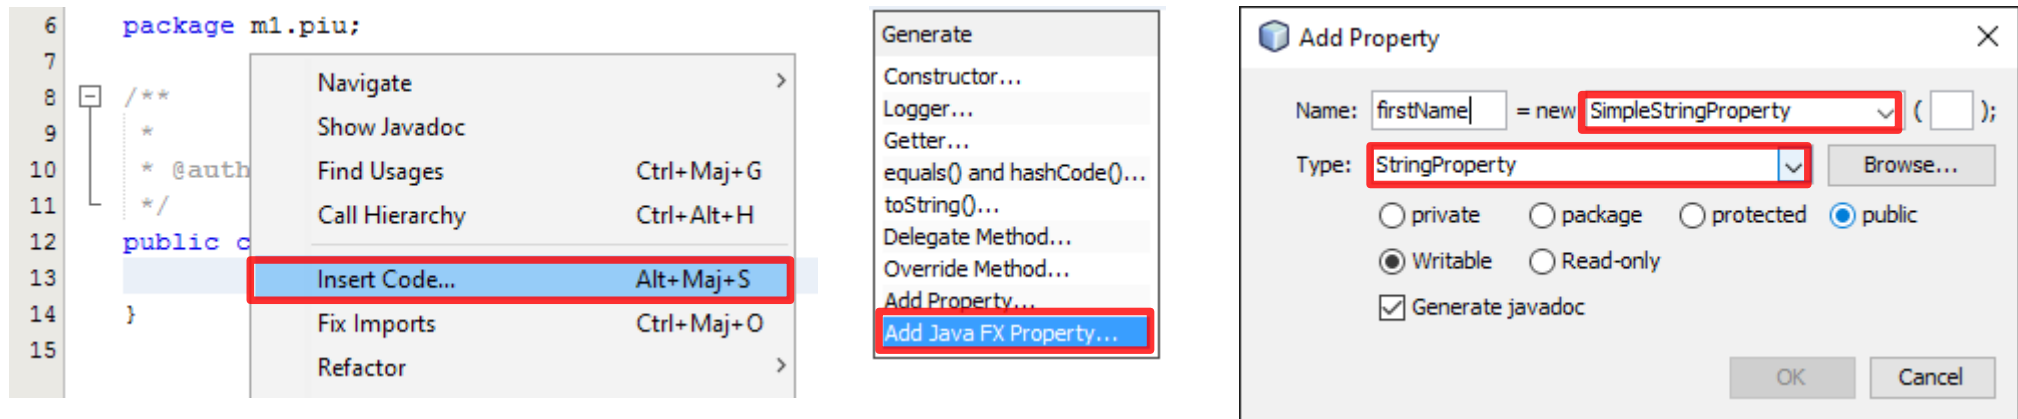 6 package m1.piu;
7
8 /**
9 *
10 * @auth
11 */
12 public c
13
14 }
15
Navigate
Show Javadoc
Find Usages Ctrl+Maj+G
Call Hierarchy Ctrl+Alt+H
Insert Code... Alt+Maj+S
Fix Imports Ctrl+Maj+O
Refactor
Generate
Constructor...
Logger...
Getter...
equals() and hashCode()...
toString()...
Delegate Method...
Override Method...
Add Property...
Add Java FX Property...
Add Property
Name: firstName = new SimpleStringProperty ( );
Type: StringProperty Browse...
private package protected public
Writable Read-only
Generate javadoc
OK Cancel